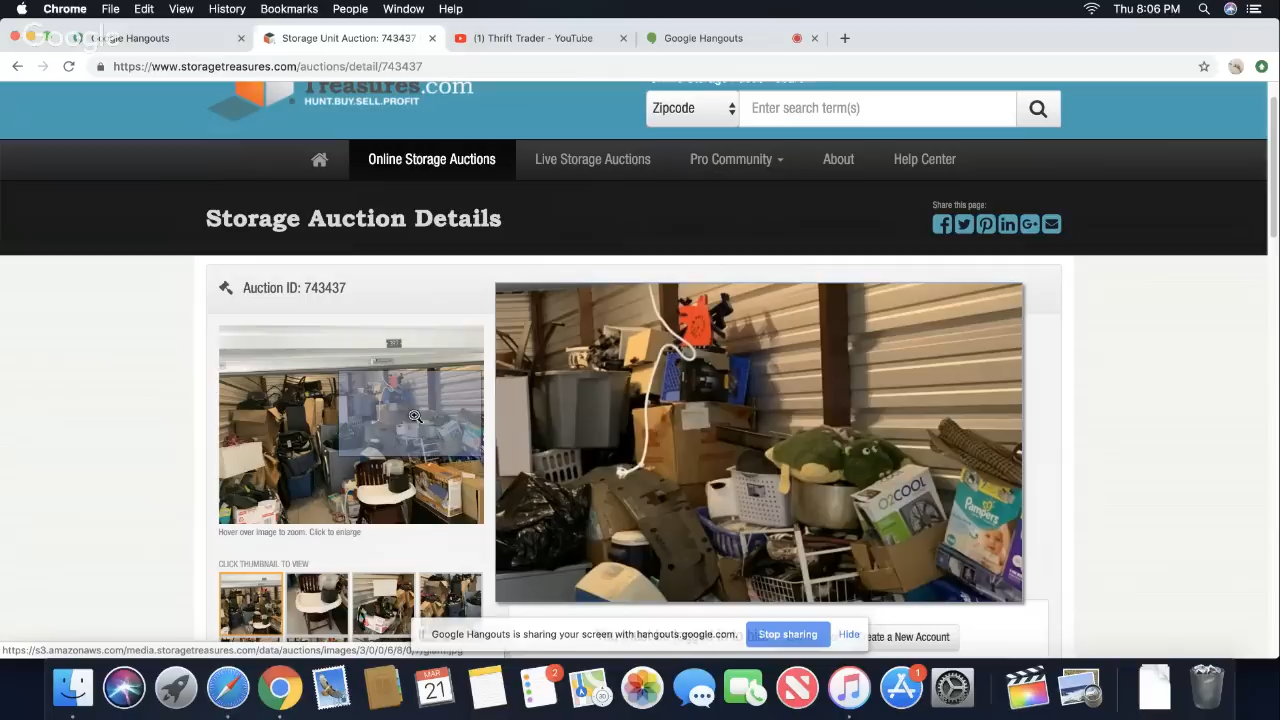 Chrome File Edit View History Bookmarks People Window Help Thu 8:06 PM
Google
Google Hangouts Storage Unit Auction: 743437 (1) Thrift Trader - YouTube Google Hangouts
https://www.storagetreasures.com/auctions/detail/743437
Treasures.com
HUNT.BUY.SELL.PROFIT
Zipcode Enter search term(s)
Online Storage Auctions Live Storage Auctions Pro Community About Help Center
Storage Auction Details
Share this page:
Auction ID: 743437
O2COOL
Pampers
Hover over image to zoom. Click to enlarge
CLICK THUMBNAIL TO VIEW
Google Hangouts is sharing your screen with hangouts.google.com. Stop sharing Hide
eate a New Account
MAR
21
2
1